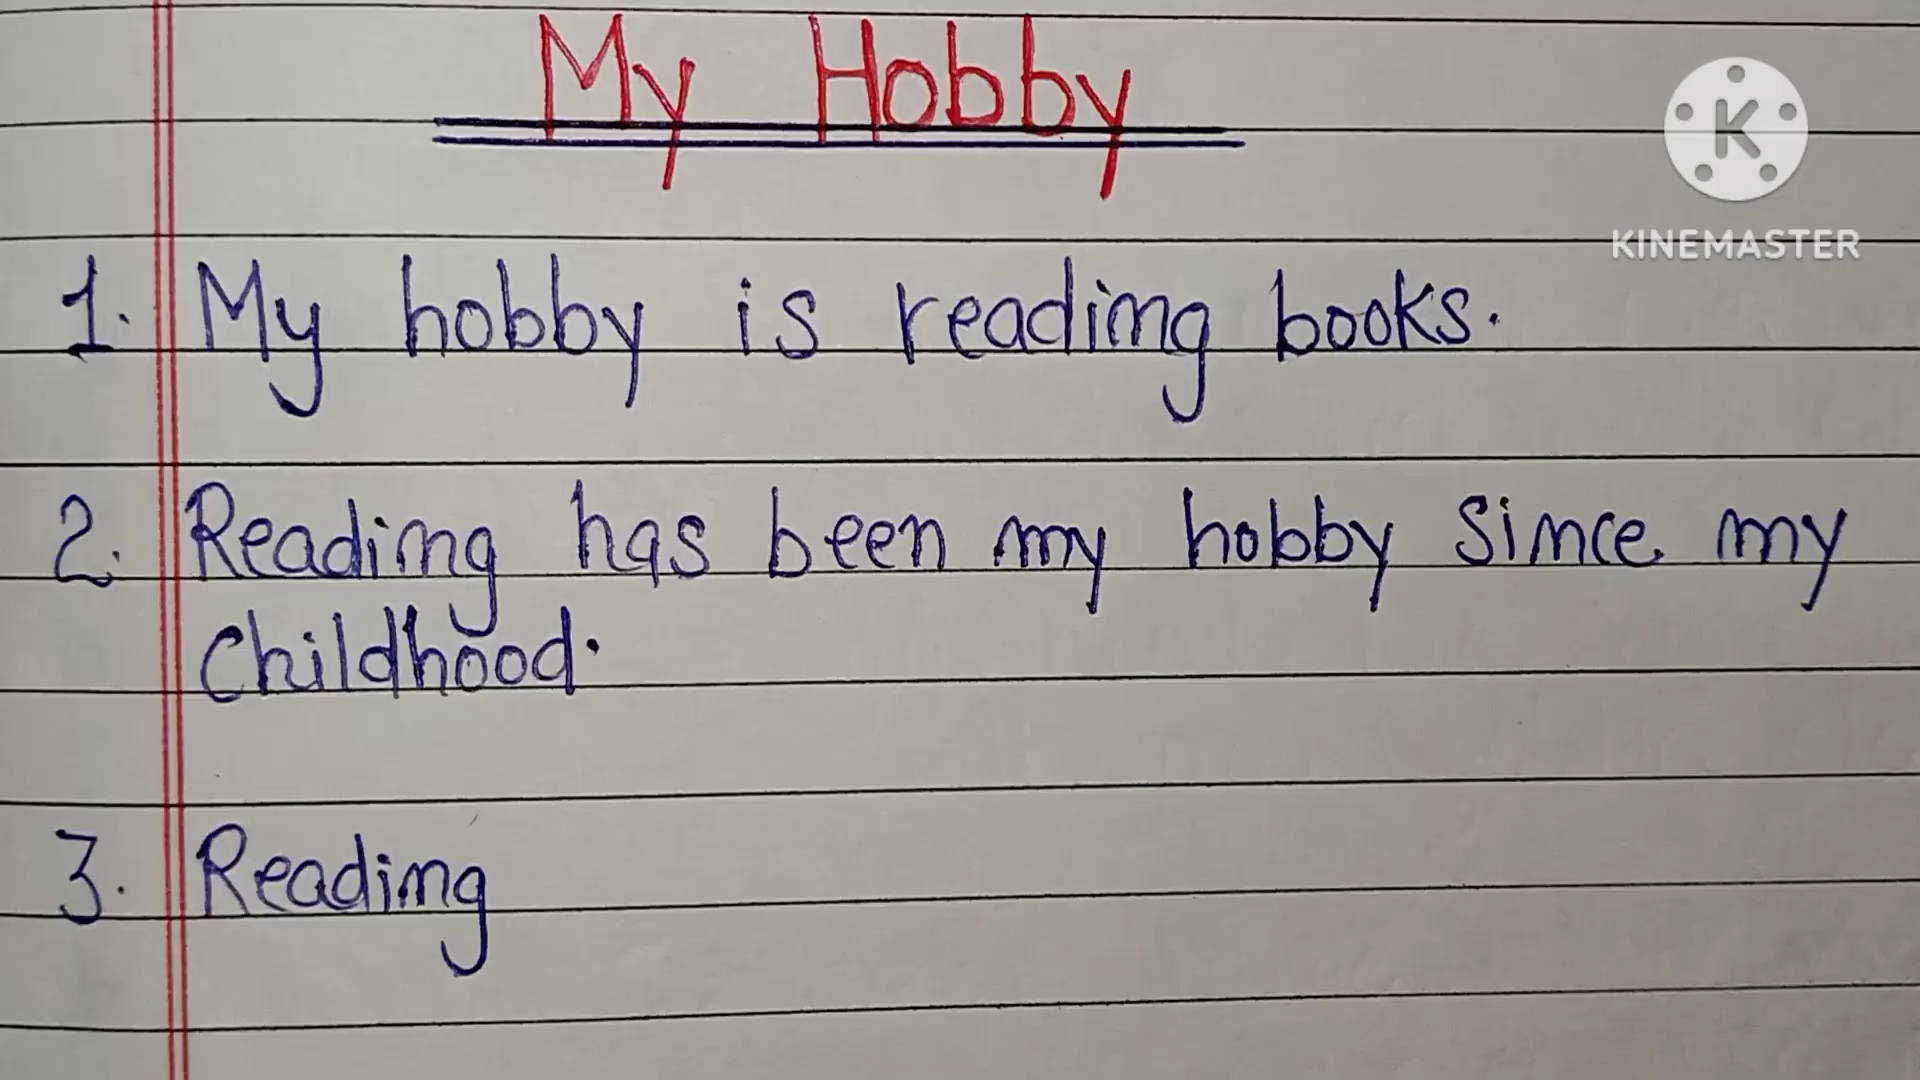 My Hobby
KINEMASTER
1. My hobby is reading books.
2. Reading has been my hobby since my
childhood.
3. Reading